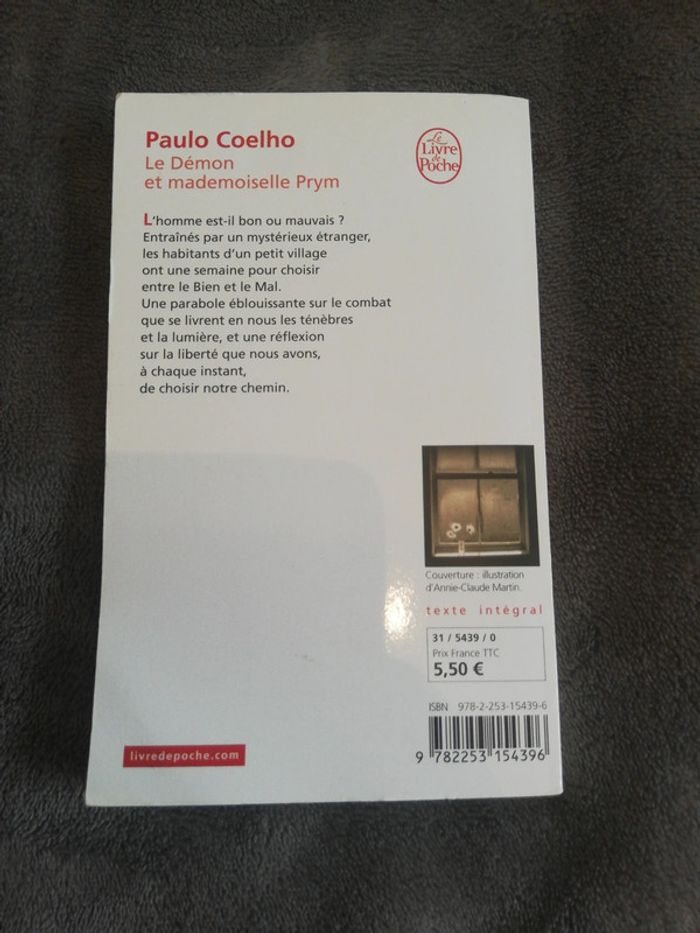 Paulo Coelho
Le Démon
et mademoiselle Prym
Le
Livre
de
Poche
L'homme est-il bon ou mauvais ?
Entraînés par un mystérieux étranger,
les habitants d'un petit village
ont une semaine pour choisir
entre le Bien et le Mal.
Une parabole éblouissante sur le combat
que se livrent en nous les ténèbres
et la lumière, et une réflexion
sur la liberté que nous avons,
à chaque instant,
de choisir notre chemin.
Couverture : illustration
d'Annie-Claude Martin.
texte intégral
31 / 5439 / 0
Prix France TTC
5,50 €
ISBN 978-2-253-15439-6
9 782253 154396
livredepoche.com